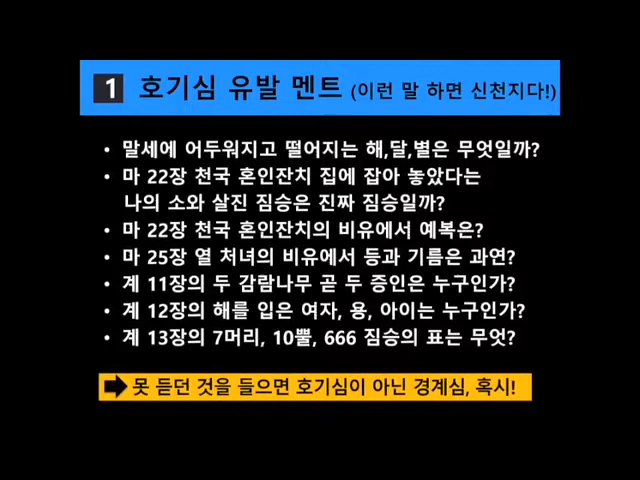 1 호기심 유발 멘트 (이런 말 하면 신천지다!)
• 말세에 어두워지고 떨어지는 해,달,별은 무엇일까?
• 마 22장 천국 혼인잔치 집에 잡아 놓았다는
나의 소와 살진 짐승은 진짜 짐승일까?
• 마 22장 천국 혼인잔치의 비유에서 예복은?
• 마 25장 열 처녀의 비유에서 등과 기름은 과연?
• 계 11장의 두 감람나무 곧 두 증인은 누구인가?
• 계 12장의 해를 입은 여자, 용, 아이는 누구인가?
• 계 13장의 7머리, 10뿔, 666 짐승의 표는 무엇?
못 듣던 것을 들으면 호기심이 아닌 경계심, 혹시!